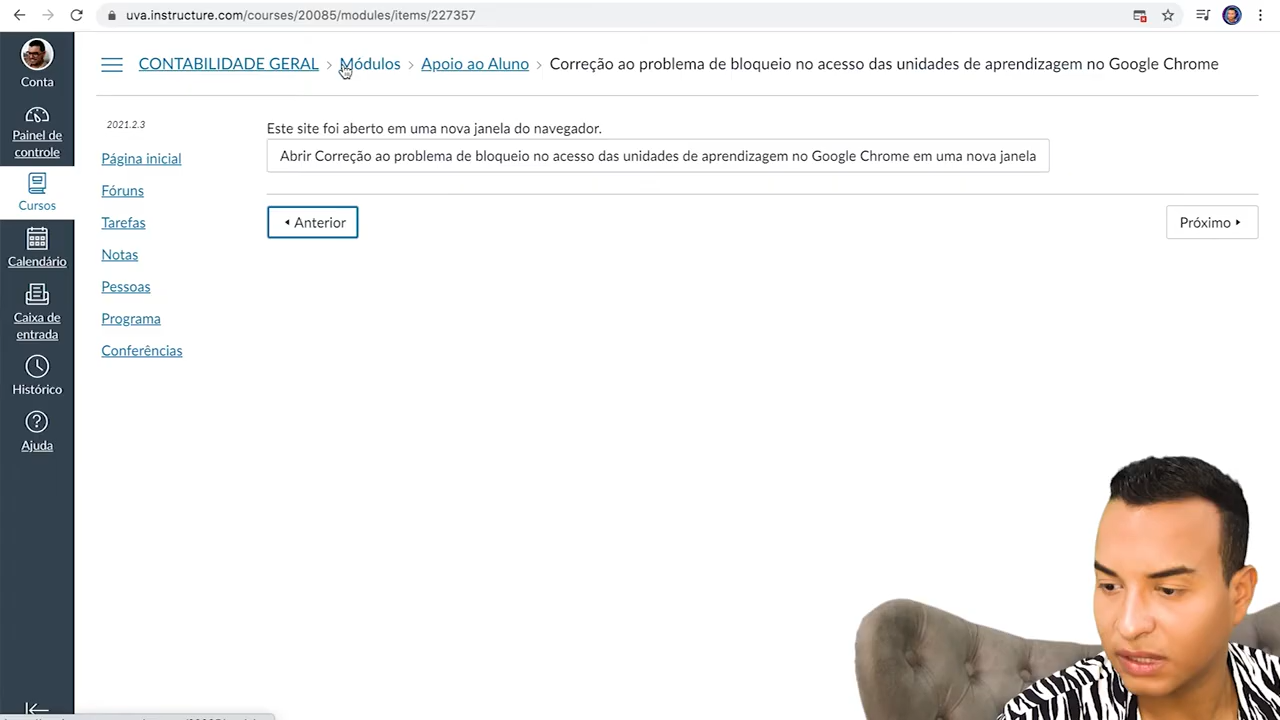 uva.instructure.com/courses/20085/modules/items/227357
Conta
Painel de
controle
Cursos
Calendário
Caixa de
entrada
Histórico
Ajuda
CONTABILIDADE GERAL › Módulos › Apoio ao Aluno › Correção ao problema de bloqueio no acesso das unidades de aprendizagem no Google Chrome
2021.2.3
Página inicial
Fóruns
Tarefas
Notas
Pessoas
Programa
Conferências
Este site foi aberto em uma nova janela do navegador.
Abrir Correção ao problema de bloqueio no acesso das unidades de aprendizagem no Google Chrome em uma nova janela
Anterior
Próximo